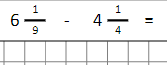 6 1/9 - 4 1/4 =